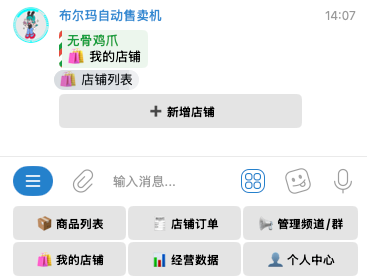 布尔玛自动售卖机 14:07
无骨鸡爪
🛍️ 我的店铺
🛍️ 店铺列表
➕ 新增店铺
输入消息...
📦 商品列表 🧾 店铺订单 📢 管理频道/群
🛍️ 我的店铺 📊 经营数据 👤 个人中心